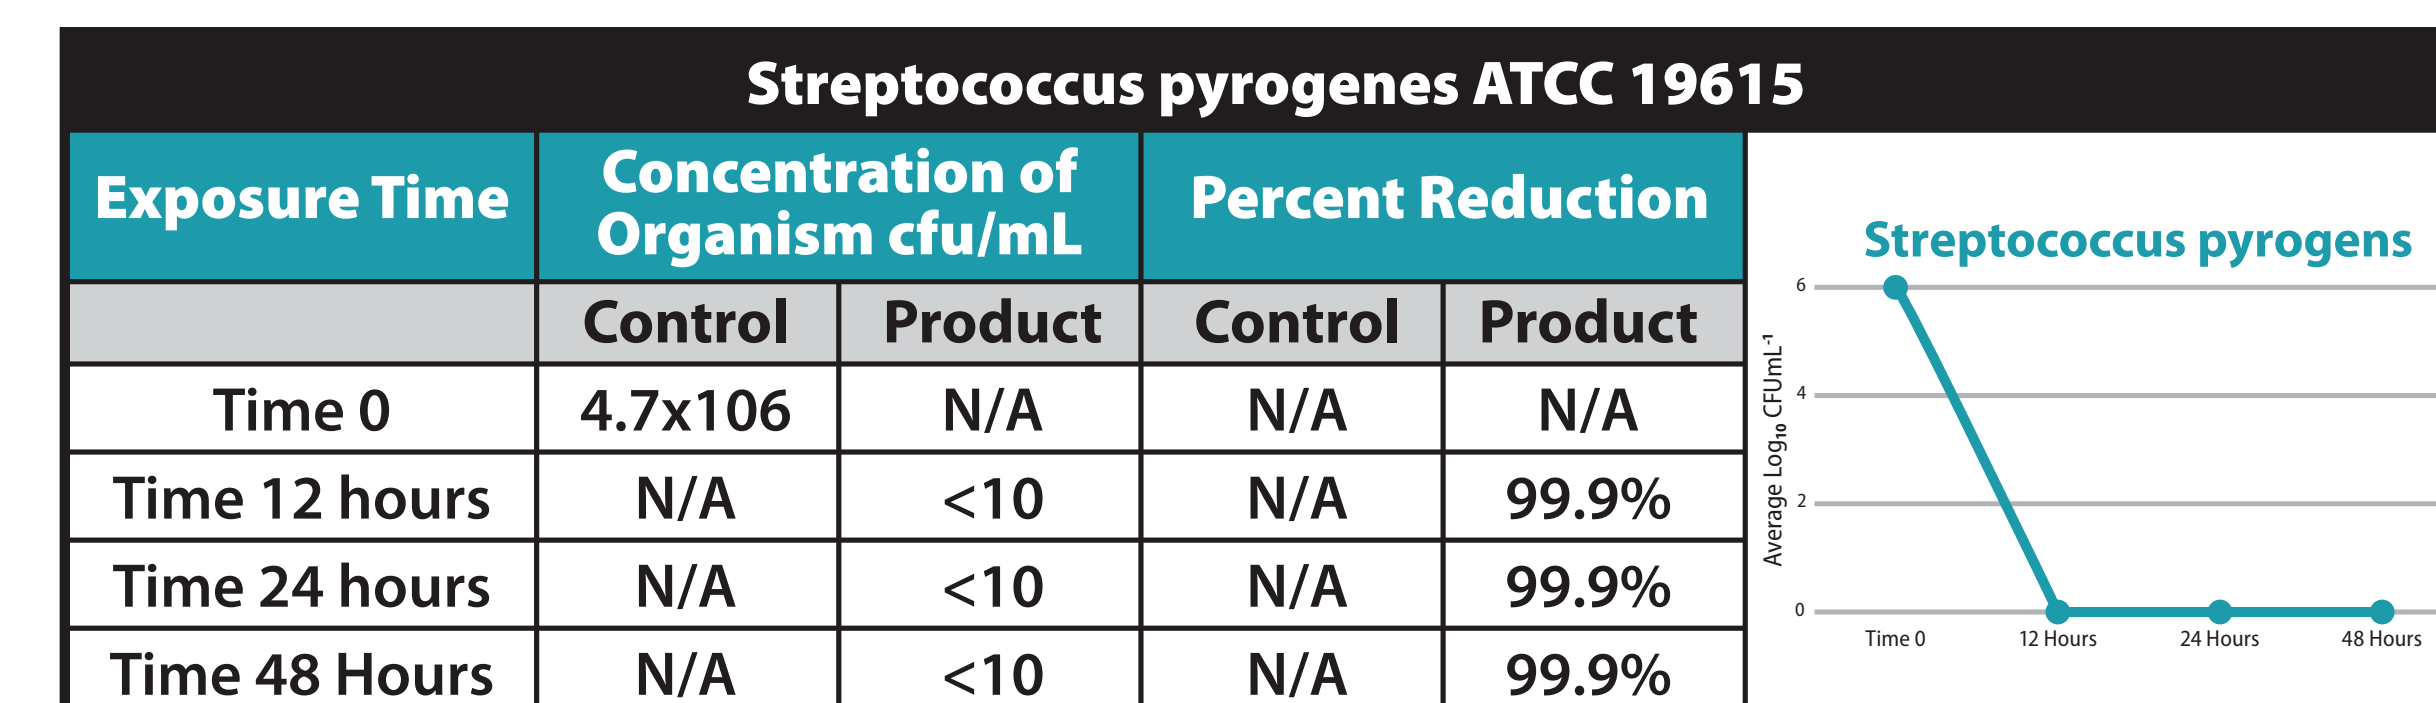 Streptococcus pyrogenes ATCC 19615
Exposure Time
Concentration of
Organism cfu/mL
Percent Reduction
Control Product Control Product
Time 0 4.7x106 N/A N/A N/A
Time 12 hours N/A <10 N/A 99.9%
Time 24 hours N/A <10 N/A 99.9%
Time 48 Hours N/A <10 N/A 99.9%
Streptococcus pyrogens
Average Log₁₀ CFUmL⁻¹
6
4
2
0
Time 0 12 Hours 24 Hours 48 Hours